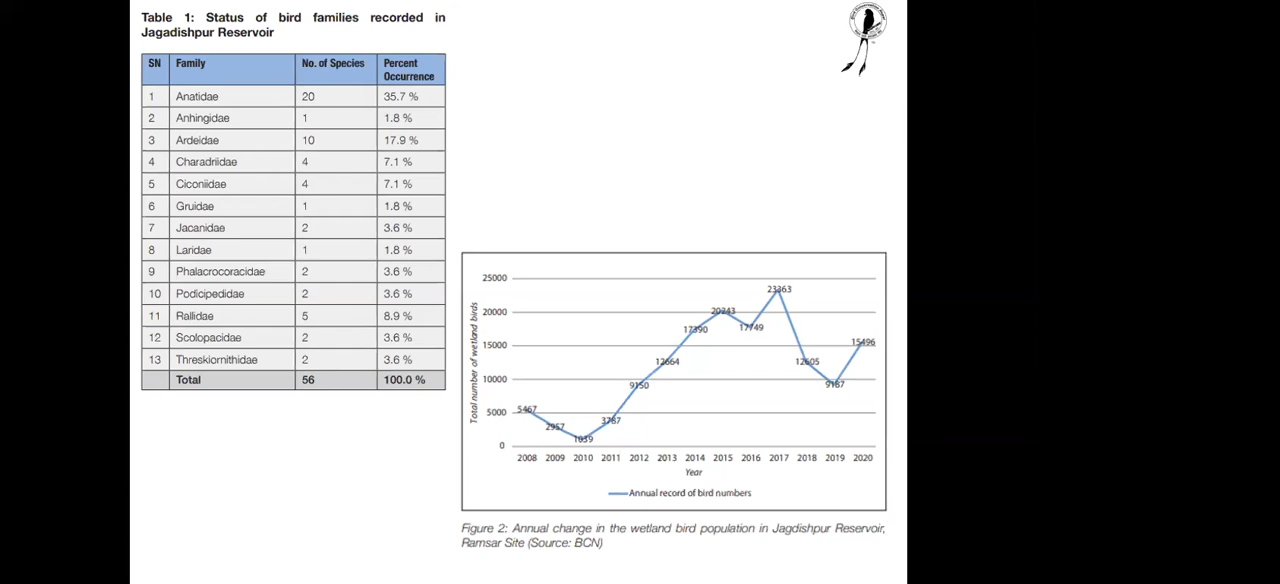 Table 1: Status of bird families recorded in
Jagadishpur Reservoir
SN Family No. of Species Percent Occurrence
1 Anatidae 20 35.7 %
2 Anhingidae 1 1.8 %
3 Ardeidae 10 17.9 %
4 Charadriidae 4 7.1 %
5 Ciconiidae 4 7.1 %
6 Gruidae 1 1.8 %
7 Jacanidae 2 3.6 %
8 Laridae 1 1.8 %
9 Phalacrocoracidae 2 3.6 %
10 Podicipedidae 2 3.6 %
11 Rallidae 5 8.9 %
12 Scolopacidae 2 3.6 %
13 Threskiornithidae 2 3.6 %
Total 56 100.0 %
Total number of wetland birds
25000
20000
15000
10000
5000
0
5467
2957
1039
3787
9150
12664
17390
20243
17749
23363
12605
9187
15496
2008 2009 2010 2011 2012 2013 2014 2015 2016 2017 2018 2019 2020
Year
Annual record of bird numbers
Figure 2: Annual change in the wetland bird population in Jagdishpur Reservoir,
Ramsar Site (Source: BCN)